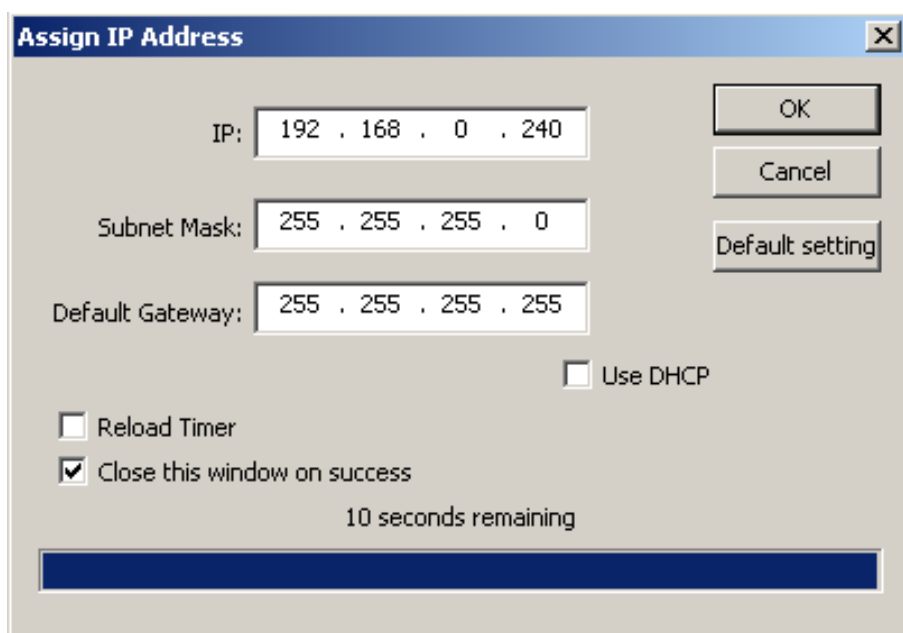 Assign IP Address
IP: 192 . 168 . 0 . 240
OK
Cancel
Subnet Mask: 255 . 255 . 255 . 0
Default setting
Default Gateway: 255 . 255 . 255 . 255
Use DHCP
Reload Timer
Close this window on success
10 seconds remaining